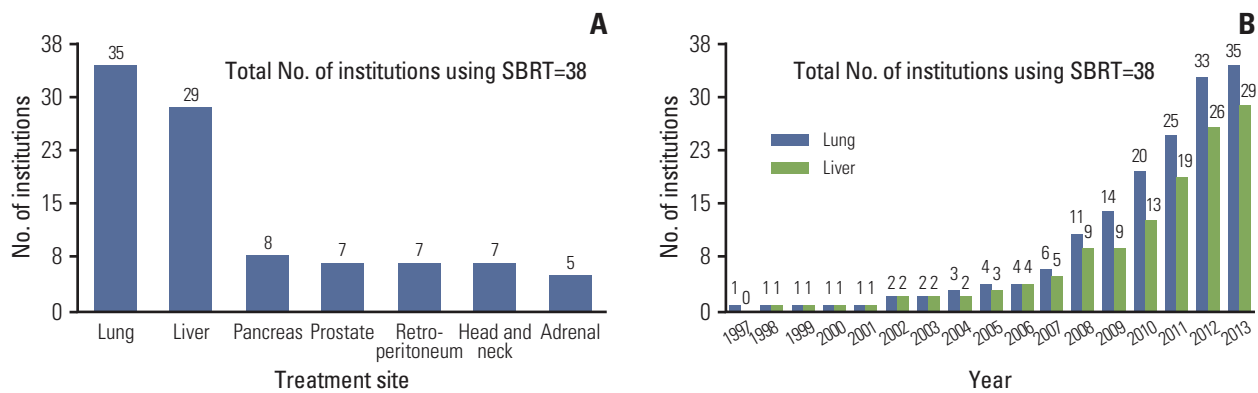 A
Total No. of institutions using SBRT=38
No. of institutions
38
30
23
15
8
0
35
29
8
7
7
7
5
Lung
Liver
Pancreas
Prostate
Retro-
peritoneum
Head and
neck
Adrenal
Treatment site
B
Total No. of institutions using SBRT=38
Lung
Liver
No. of institutions
38
30
23
15
8
0
1 0
1 1
1 1
1 1
1 1
2 2
2 2
3 2
4 3
4 4
6 5
11 9
14 9
20 13
25 19
33 26
35 29
1997
1998
1999
2000
2001
2002
2003
2004
2005
2006
2007
2008
2009
2010
2011
2012
2013
Year